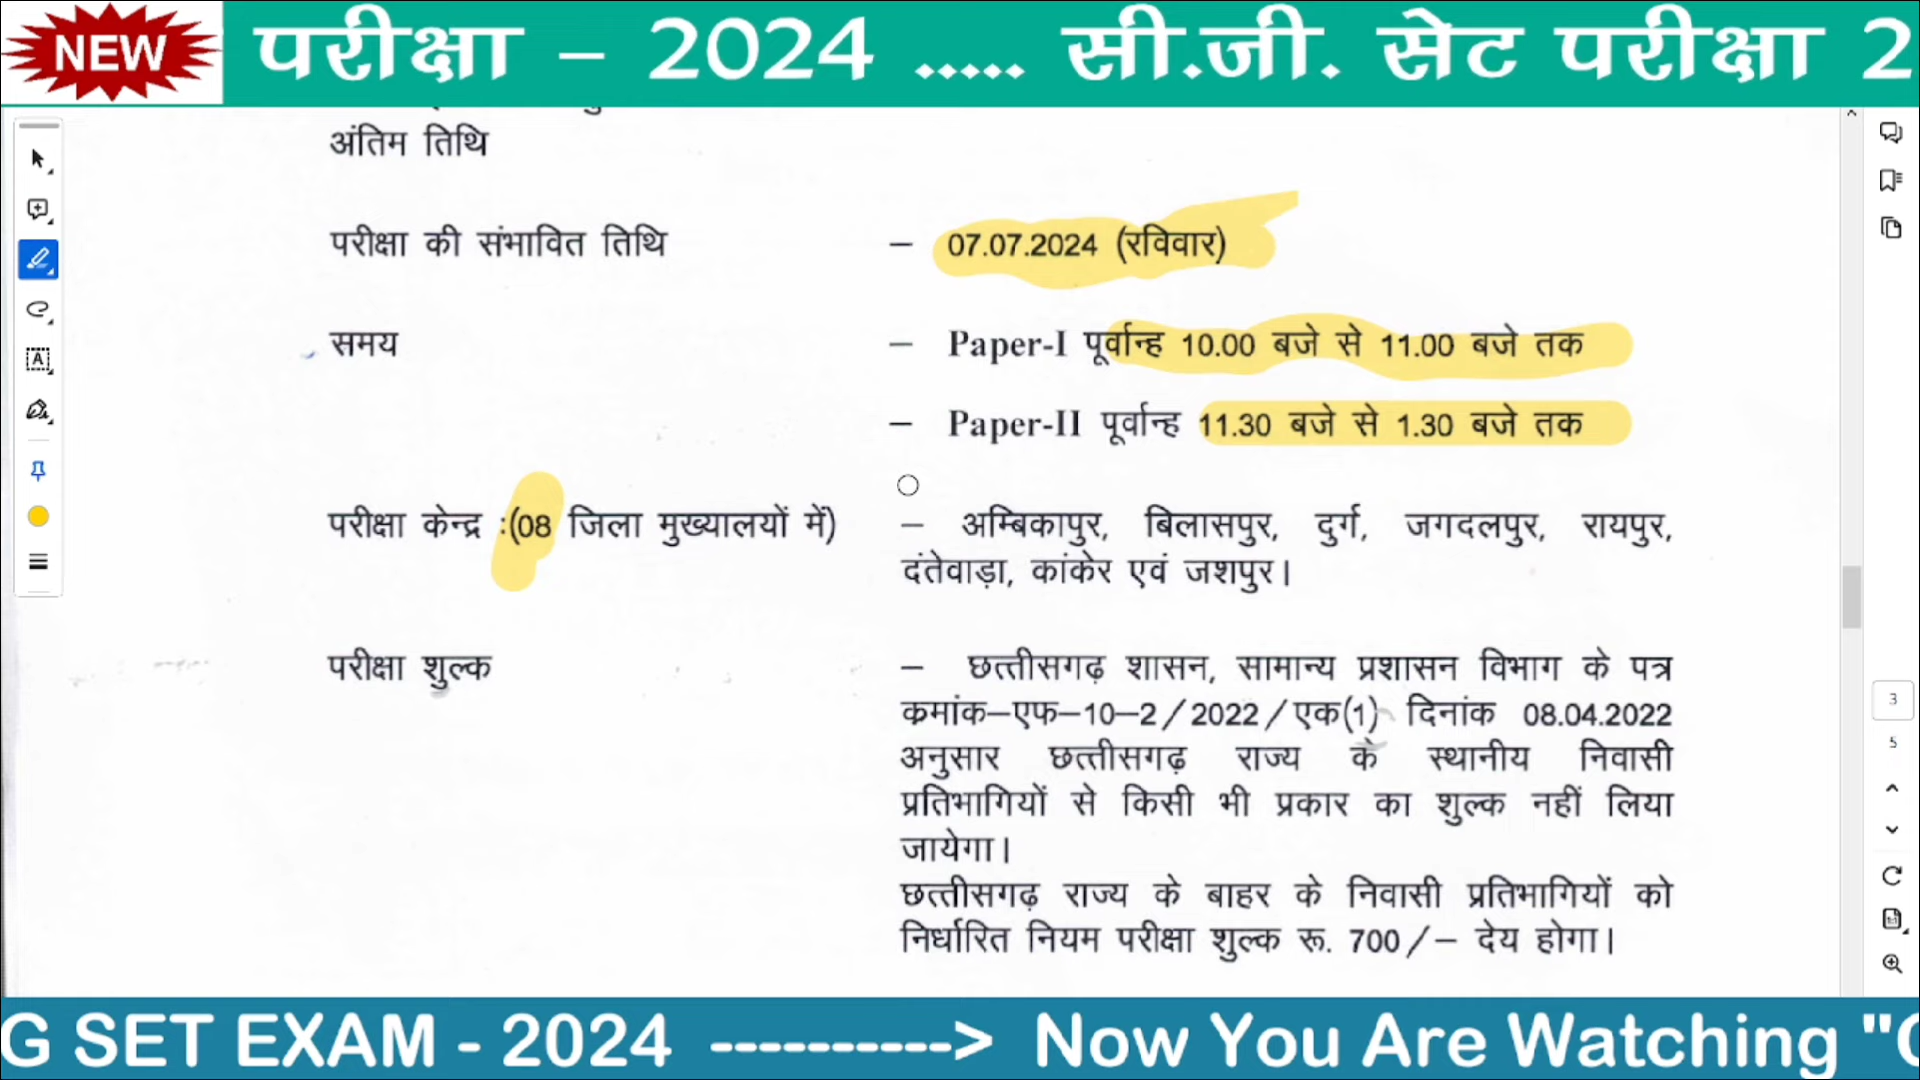 NEW
परीक्षा – 2024 ..... सी.जी. सेट परीक्षा 2
अंतिम तिथि
परीक्षा की संभावित तिथि – 07.07.2024 (रविवार)
समय – Paper-I पूर्वान्ह 10.00 बजे से 11.00 बजे तक
– Paper-II पूर्वान्ह 11.30 बजे से 1.30 बजे तक
परीक्षा केन्द्र :(08 जिला मुख्यालयों में) – अम्बिकापुर, बिलासपुर, दुर्ग, जगदलपुर, रायपुर,
दंतेवाड़ा, कांकेर एवं जशपुर।
परीक्षा शुल्क – छत्तीसगढ़ शासन, सामान्य प्रशासन विभाग के पत्र
कमांक–एफ–10–2/2022/एक(1) दिनांक 08.04.2022
अनुसार छत्तीसगढ़ राज्य के स्थानीय निवासी
प्रतिभागियों से किसी भी प्रकार का शुल्क नहीं लिया
जायेगा।
छत्तीसगढ़ राज्य के बाहर के निवासी प्रतिभागियों को
निर्धारित नियम परीक्षा शुल्क रू. 700/– देय होगा।
3
5
G SET EXAM - 2024 ----------> Now You Are Watching "C